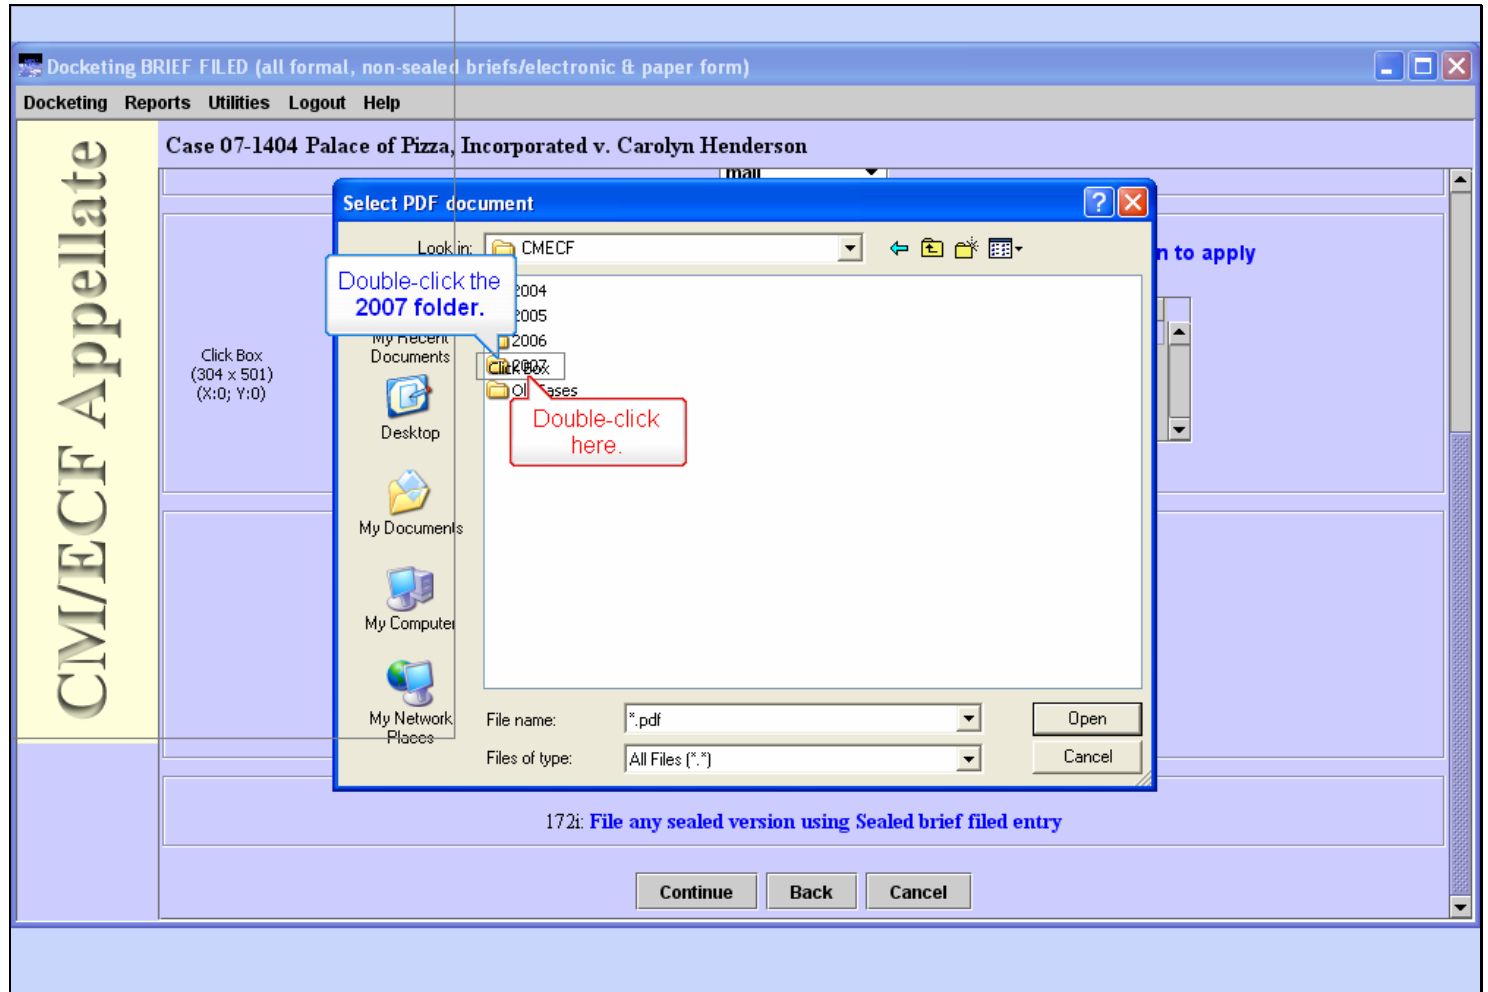 Docketing BRIEF FILED (all formal, non-sealed briefs/electronic & paper form)
Docketing Reports Utilities Logout Help
CM/ECF Appellate
Case 07-1404 Palace of Pizza, Incorporated v. Carolyn Henderson
mail
Select PDF document
Look in: CMECF
n to apply
Double-click the
2007 folder.
2004
2005
2006
2007
Click Box
Old Cases
My Recent
Documents
Click Box
(304 x 501)
(X:0; Y:0)
Double-click
here.
Desktop
My Documents
My Computer
My Network
Places
File name: *.pdf Open
Files of type: All Files (*.*) Cancel
172i: File any sealed version using Sealed brief filed entry
Continue Back Cancel